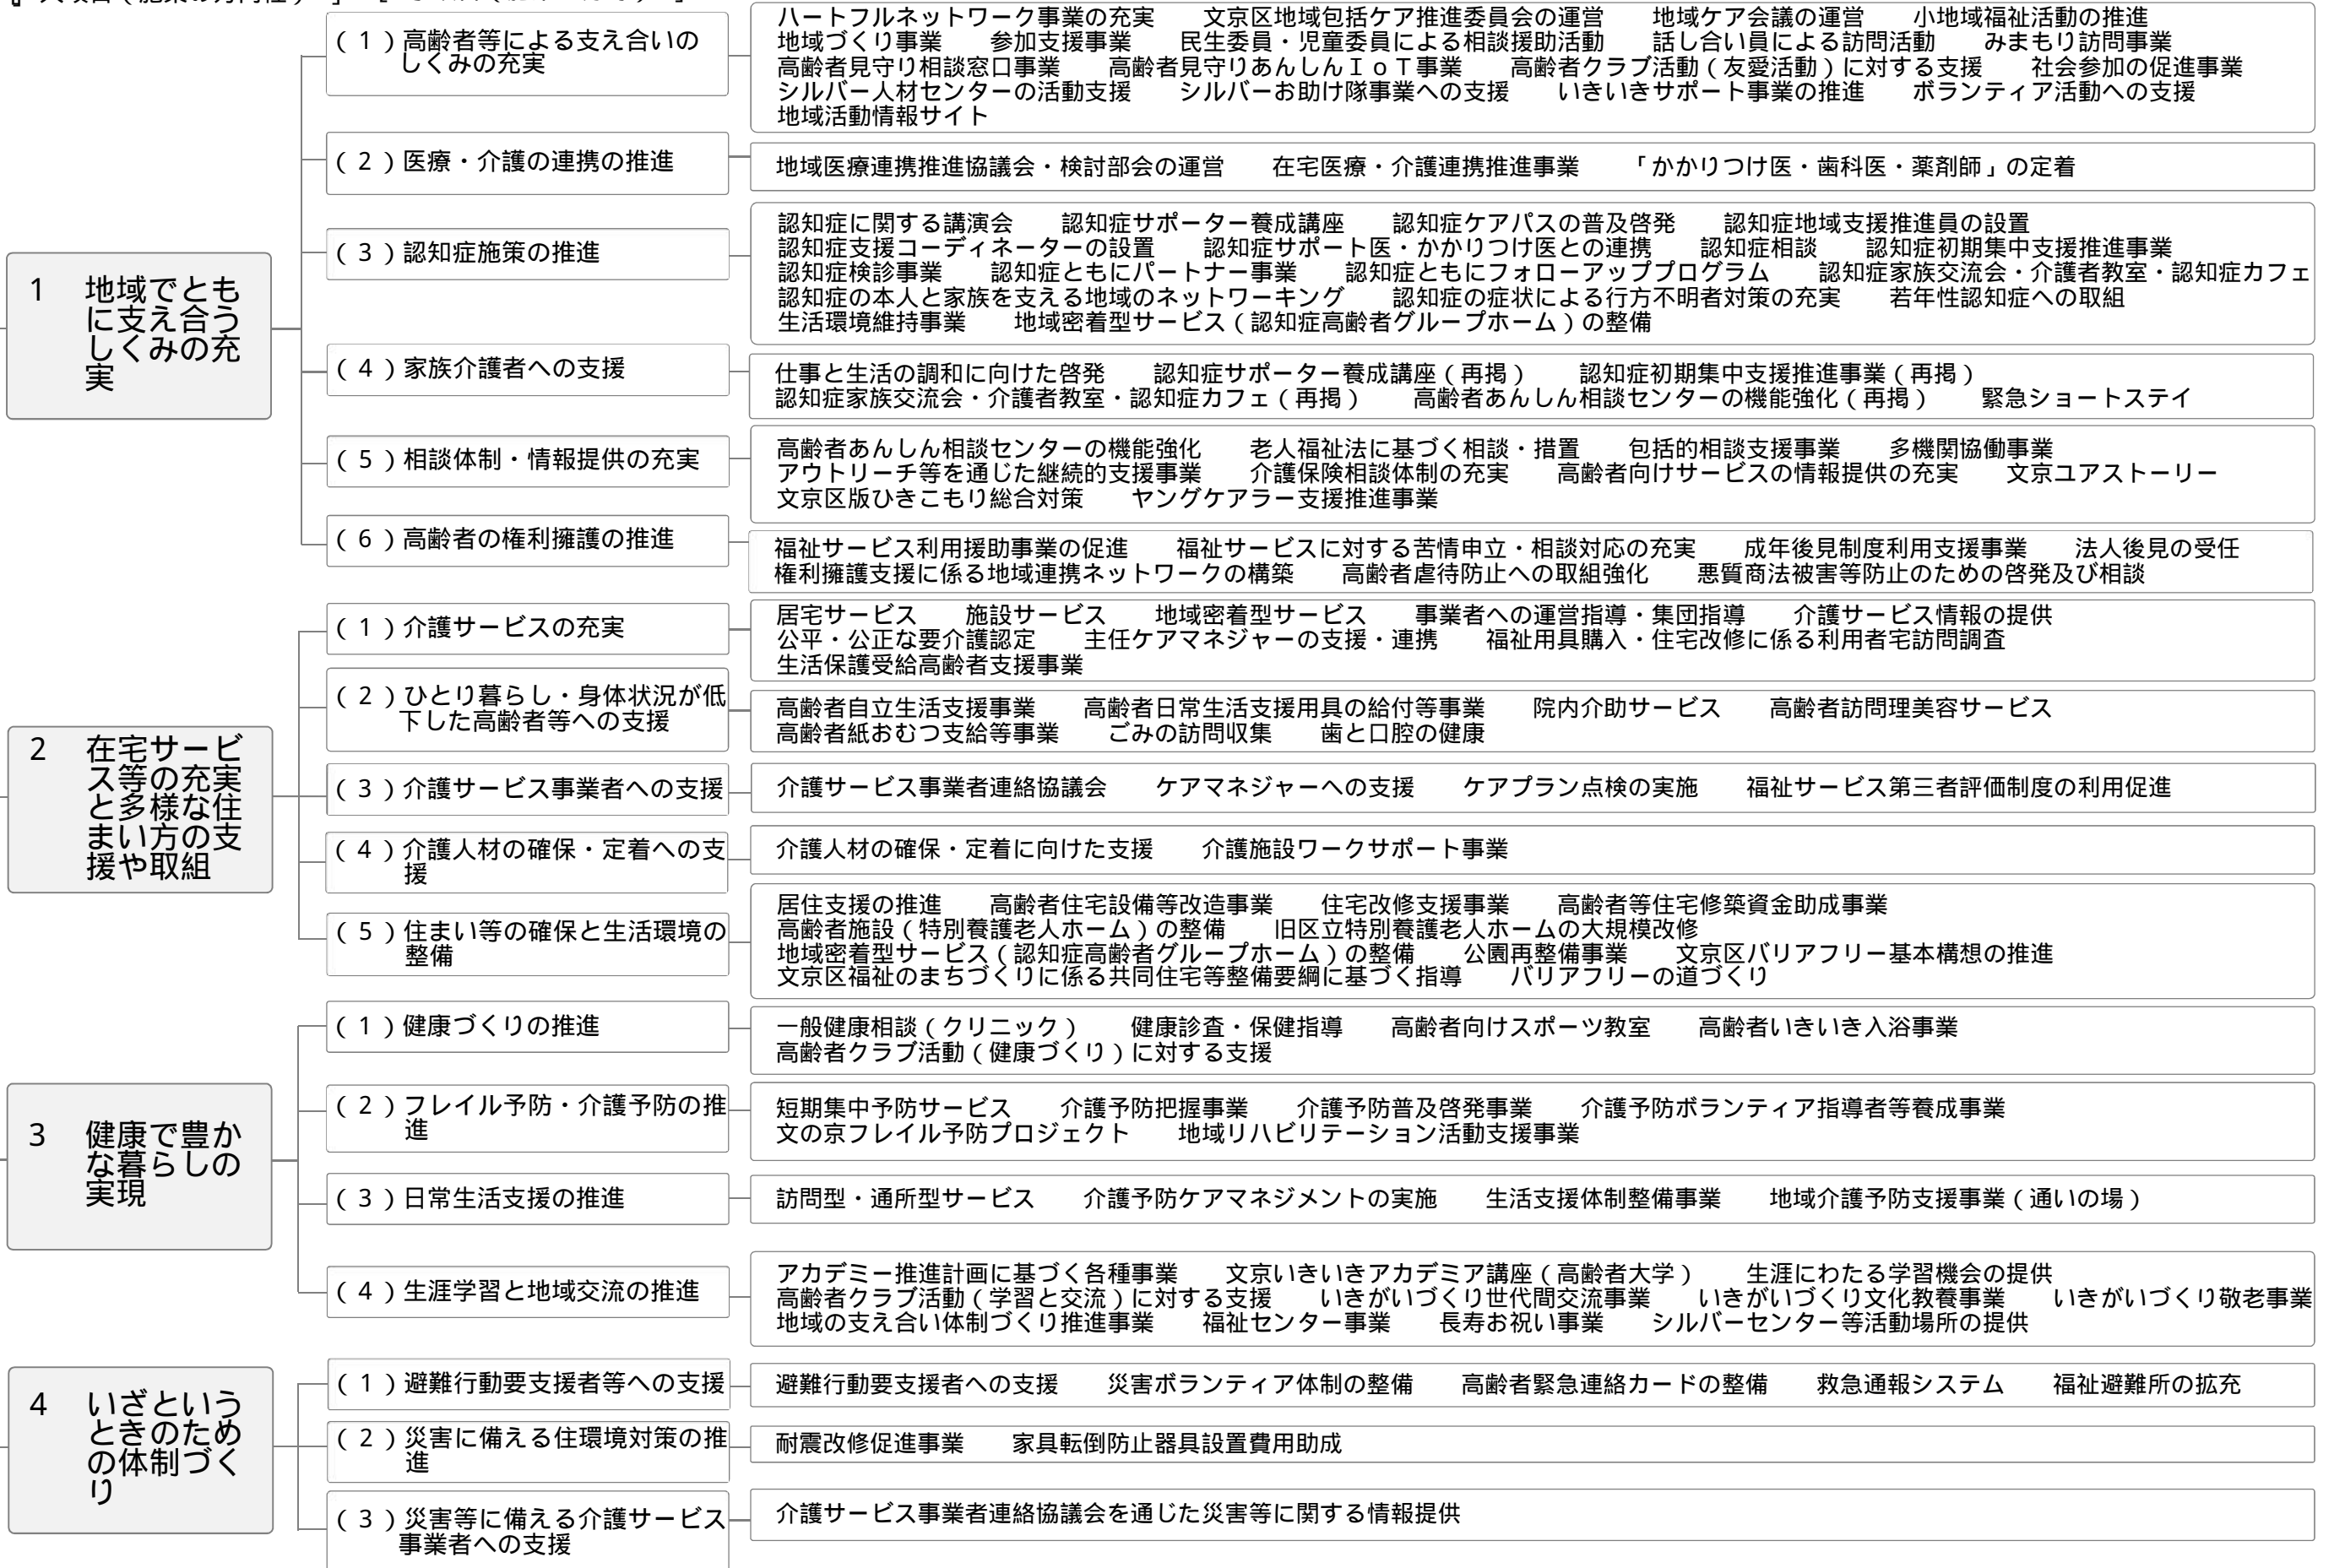 1 地域でとも
に支え合う
しくみの充
実
(1)高齢者等による支え合いの
しくみの充実
ハートフルネットワーク事業の充実　文京区地域包括ケア推進委員会の運営　地域ケア会議の運営　小地域福祉活動の推進
地域づくり事業　参加支援事業　民生委員・児童委員による相談援助活動　話し合い員による訪問活動　みまもり訪問事業
高齢者見守り相談窓口事業　高齢者見守りあんしんＩｏＴ事業　高齢者クラブ活動(友愛活動)に対する支援　社会参加の促進事業
シルバー人材センターの活動支援　シルバーお助け隊事業への支援　いきいきサポート事業の推進　ボランティア活動への支援
地域活動情報サイト
(2)医療・介護の連携の推進
地域医療連携推進協議会・検討部会の運営　在宅医療・介護連携推進事業　「かかりつけ医・歯科医・薬剤師」の定着
(3)認知症施策の推進
認知症に関する講演会　認知症サポーター養成講座　認知症ケアパスの普及啓発　認知症地域支援推進員の設置
認知症支援コーディネーターの設置　認知症サポート医・かかりつけ医との連携　認知症相談　認知症初期集中支援推進事業
認知症検診事業　認知症ともにパートナー事業　認知症ともにフォローアッププログラム　認知症家族交流会・介護者教室・認知症カフェ
認知症の本人と家族を支える地域のネットワーキング　認知症の症状による行方不明者対策の充実　若年性認知症への取組
生活環境維持事業　地域密着型サービス(認知症高齢者グループホーム)の整備
(4)家族介護者への支援
仕事と生活の調和に向けた啓発　認知症サポーター養成講座(再掲)　認知症初期集中支援推進事業(再掲)
認知症家族交流会・介護者教室・認知症カフェ(再掲)　高齢者あんしん相談センターの機能強化(再掲)　緊急ショートステイ
(5)相談体制・情報提供の充実
高齢者あんしん相談センターの機能強化　老人福祉法に基づく相談・措置　包括的相談支援事業　多機関協働事業
アウトリーチ等を通じた継続的支援事業　介護保険相談体制の充実　高齢者向けサービスの情報提供の充実　文京ユアストーリー
文京区版ひきこもり総合対策　ヤングケアラー支援推進事業
(6)高齢者の権利擁護の推進
福祉サービス利用援助事業の促進　福祉サービスに対する苦情申立・相談対応の充実　成年後見制度利用支援事業　法人後見の受任
権利擁護支援に係る地域連携ネットワークの構築　高齢者虐待防止への取組強化　悪質商法被害等防止のための啓発及び相談
2 在宅サービ
ス等の充実
と多様な住
まい方の支
援や取組
(1)介護サービスの充実
居宅サービス　施設サービス　地域密着型サービス　事業者への運営指導・集団指導　介護サービス情報の提供
公平・公正な要介護認定　主任ケアマネジャーの支援・連携　福祉用具購入・住宅改修に係る利用者宅訪問調査
生活保護受給高齢者支援事業
(2)ひとり暮らし・身体状況が低
下した高齢者等への支援
高齢者自立生活支援事業　高齢者日常生活支援用具の給付等事業　院内介助サービス　高齢者訪問理美容サービス
高齢者紙おむつ支給等事業　ごみの訪問収集　歯と口腔の健康
(3)介護サービス事業者への支援
介護サービス事業者連絡協議会　ケアマネジャーへの支援　ケアプラン点検の実施　福祉サービス第三者評価制度の利用促進
(4)介護人材の確保・定着への支
援
介護人材の確保・定着に向けた支援　介護施設ワークサポート事業
(5)住まい等の確保と生活環境の
整備
居住支援の推進　高齢者住宅設備等改造事業　住宅改修支援事業　高齢者等住宅修築資金助成事業
高齢者施設(特別養護老人ホーム)の整備　旧区立特別養護老人ホームの大規模改修
地域密着型サービス(認知症高齢者グループホーム)の整備　公園再整備事業　文京区バリアフリー基本構想の推進
文京区福祉のまちづくりに係る共同住宅等整備要綱に基づく指導　バリアフリーの道づくり
3 健康で豊か
な暮らしの
実現
(1)健康づくりの推進
一般健康相談(クリニック)　健康診査・保健指導　高齢者向けスポーツ教室　高齢者いきいき入浴事業
高齢者クラブ活動(健康づくり)に対する支援
(2)フレイル予防・介護予防の推
進
短期集中予防サービス　介護予防把握事業　介護予防普及啓発事業　介護予防ボランティア指導者等養成事業
文の京フレイル予防プロジェクト　地域リハビリテーション活動支援事業
(3)日常生活支援の推進
訪問型・通所型サービス　介護予防ケアマネジメントの実施　生活支援体制整備事業　地域介護予防支援事業(通いの場)
(4)生涯学習と地域交流の推進
アカデミー推進計画に基づく各種事業　文京いきいきアカデミア講座(高齢者大学)　生涯にわたる学習機会の提供
高齢者クラブ活動(学習と交流)に対する支援　いきがいづくり世代間交流事業　いきがいづくり文化教養事業　いきがいづくり敬老事業
地域の支え合い体制づくり推進事業　福祉センター事業　長寿お祝い事業　シルバーセンター等活動場所の提供
4 いざという
ときのため
の体制づく
り
(1)避難行動要支援者等への支援
避難行動要支援者への支援　災害ボランティア体制の整備　高齢者緊急連絡カードの整備　救急通報システム　福祉避難所の拡充
(2)災害に備える住環境対策の推
進
耐震改修促進事業　家具転倒防止器具設置費用助成
(3)災害等に備える介護サービス
事業者への支援
介護サービス事業者連絡協議会を通じた災害等に関する情報提供